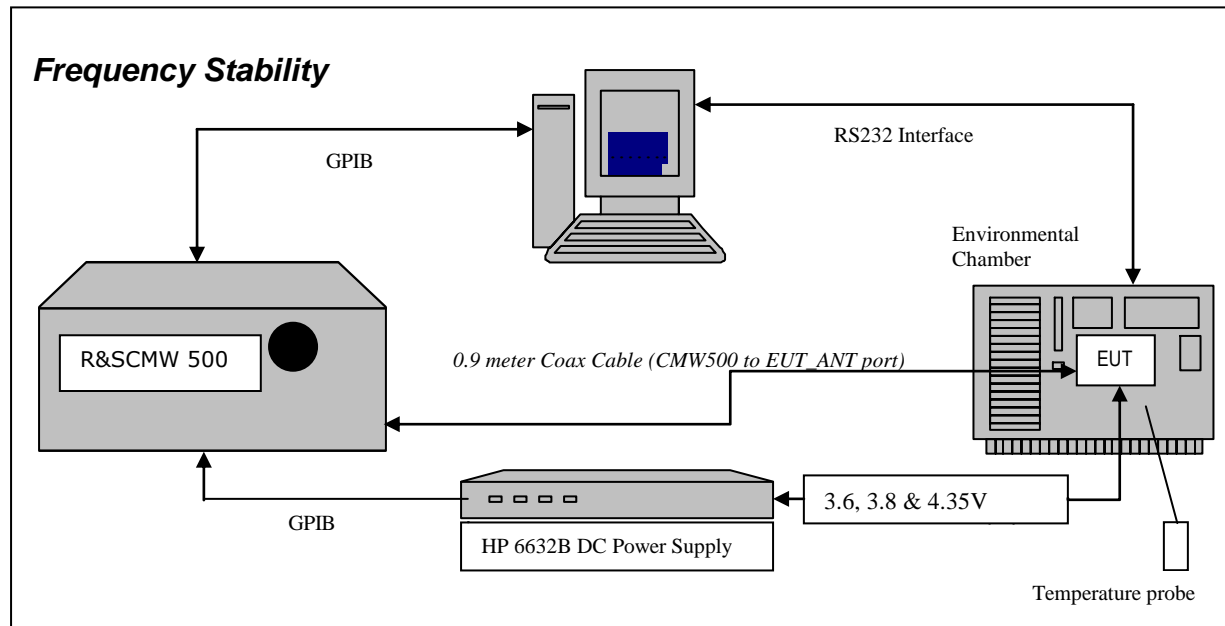 Frequency Stability
GPIB
RS232 Interface
Environmental
Chamber
R&SCMW 500
0.9 meter Coax Cable (CMW500 to EUT_ANT port)
EUT
GPIB
3.6, 3.8 & 4.35V
HP 6632B DC Power Supply
Temperature probe